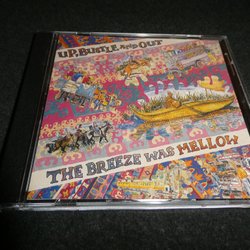 UP, BUSTLE AND OUT
THE BREEZE WAS MELLOW